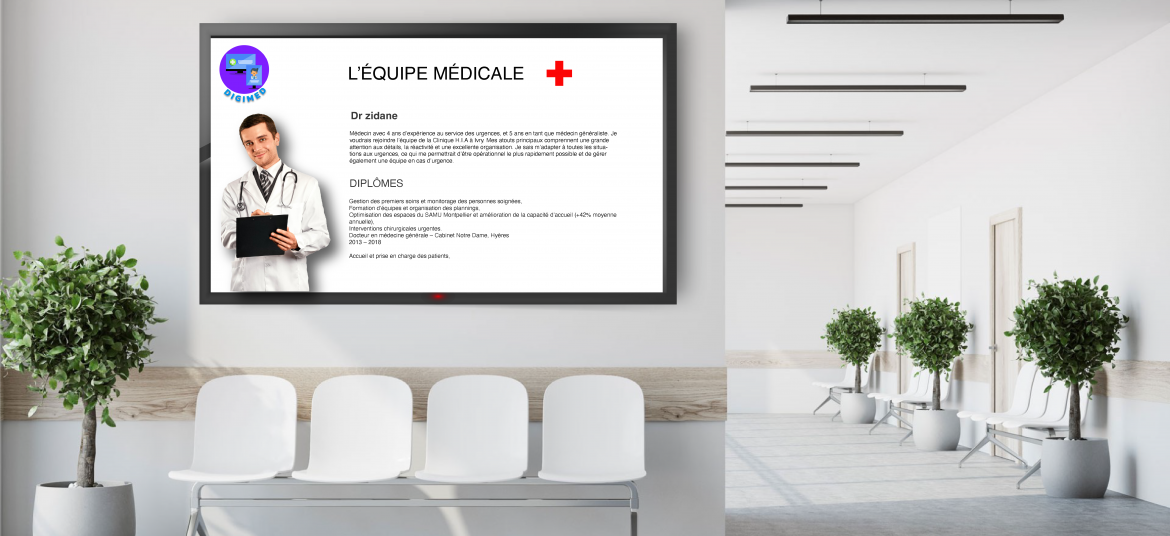 DIGIMED
L'ÉQUIPE MÉDICALE
Dr zidane
Médecin avec 4 ans d'expérience au service des urgences, et 5 ans en tant que médecin généraliste. Je
voudrais rejoindre l'équipe de la Clinique H.I.A à Ivry. Mes atouts principaux comprennent une grande
attention aux détails, la réactivité et une excellente organisation. Je sais m'adapter à toutes les situa-
tions aux urgences, ce qui me permettrait d'être opérationnel le plus rapidement possible et de gérer
également une équipe en cas d'urgence.
DIPLÔMES
Gestion des premiers soins et monitorage des personnes soignées,
Formation d'équipes et organisation des plannings,
Optimisation des espaces du SAMU Montpellier et amélioration de la capacité d'accueil (+42% moyenne
annuelle),
Interventions chirurgicales urgentes.
Docteur en médecine générale – Cabinet Notre Dame, Hyères
2013 – 2018
Accueil et prise en charge des patients,